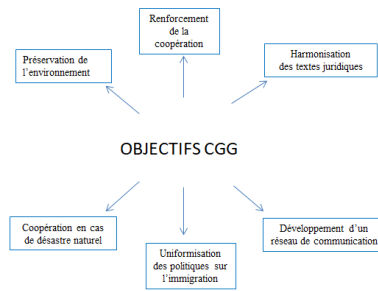 Renforcement
de la
coopération
Préservation de
l'environnement
Harmonisation
des textes juridiques
OBJECTIFS CGG
Coopération en cas
de désastre naturel
Uniformisation
des politiques sur
l'immigration
Développement d'un
réseau de communication